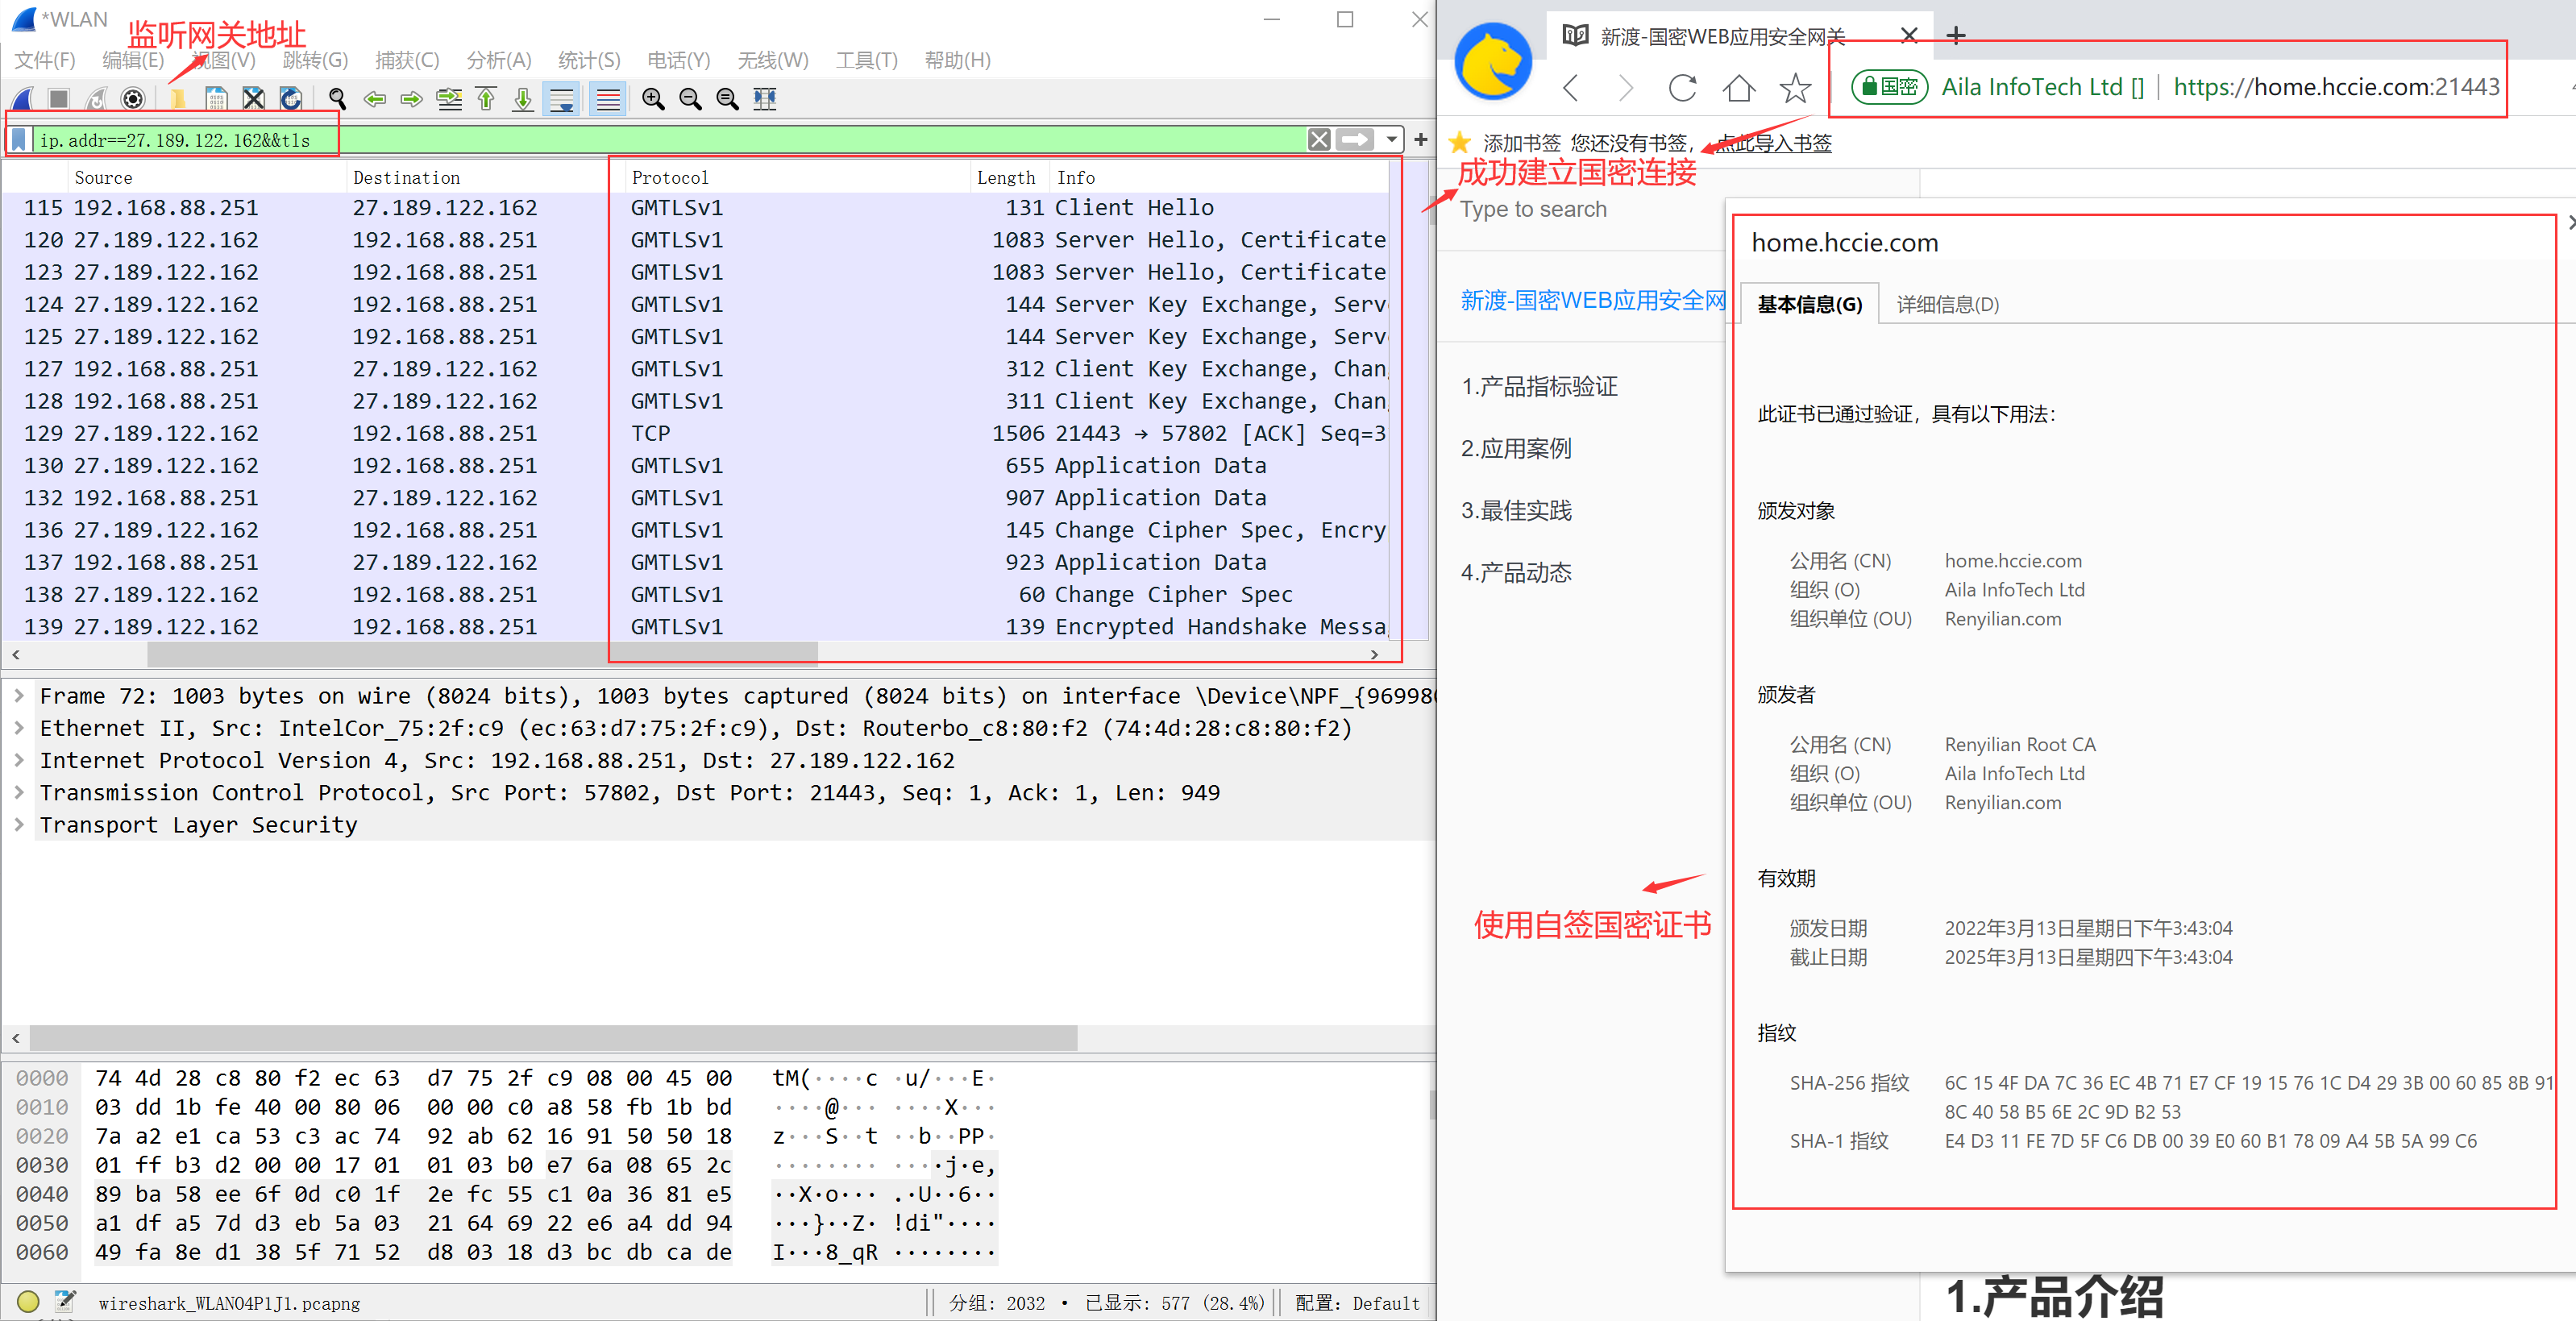 *WLAN
监听网关地址
文件(F) 编辑(E) 视图(V) 跳转(G) 捕获(C) 分析(A) 统计(S) 电话(Y) 无线(W) 工具(T) 帮助(H)
ip.addr==27.189.122.162&&tls
Source Destination Protocol Length Info
115 192.168.88.251 27.189.122.162 GMTLSv1 131 Client Hello
120 27.189.122.162 192.168.88.251 GMTLSv1 1083 Server Hello, Certificate
123 27.189.122.162 192.168.88.251 GMTLSv1 1083 Server Hello, Certificate
124 27.189.122.162 192.168.88.251 GMTLSv1 144 Server Key Exchange, Serv
125 27.189.122.162 192.168.88.251 GMTLSv1 144 Server Key Exchange, Serv
127 192.168.88.251 27.189.122.162 GMTLSv1 312 Client Key Exchange, Chan
128 192.168.88.251 27.189.122.162 GMTLSv1 311 Client Key Exchange, Chan
129 27.189.122.162 192.168.88.251 TCP 1506 21443 → 57802 [ACK] Seq=3
130 27.189.122.162 192.168.88.251 GMTLSv1 655 Application Data
132 192.168.88.251 27.189.122.162 GMTLSv1 907 Application Data
136 27.189.122.162 192.168.88.251 GMTLSv1 145 Change Cipher Spec, Encry
137 192.168.88.251 27.189.122.162 GMTLSv1 923 Application Data
138 27.189.122.162 192.168.88.251 GMTLSv1 60 Change Cipher Spec
139 27.189.122.162 192.168.88.251 GMTLSv1 139 Encrypted Handshake Messa
Frame 72: 1003 bytes on wire (8024 bits), 1003 bytes captured (8024 bits) on interface \Device\NPF_{96998
Ethernet II, Src: IntelCor_75:2f:c9 (ec:63:d7:75:2f:c9), Dst: Routerbo_c8:80:f2 (74:4d:28:c8:80:f2)
Internet Protocol Version 4, Src: 192.168.88.251, Dst: 27.189.122.162
Transmission Control Protocol, Src Port: 57802, Dst Port: 21443, Seq: 1, Ack: 1, Len: 949
Transport Layer Security
0000 74 4d 28 c8 80 f2 ec 63 d7 75 2f c9 08 00 45 00 tM(····c ·u/···E·
0010 03 dd 1b fe 40 00 80 06 00 00 c0 a8 58 fb 1b bd ····@··· ····X···
0020 7a a2 e1 ca 53 c3 ac 74 92 ab 62 16 91 50 50 18 z···S··t ··b··PP·
0030 01 ff b3 d2 00 00 17 01 01 03 b0 e7 6a 08 65 2c ········ ····j·e,
0040 89 ba 58 ee 6f 0d c0 1f 2e fc 55 c1 0a 36 81 e5 ··X·o··· .·U··6··
0050 a1 df a5 7d d3 eb 5a 03 21 64 69 22 e6 a4 dd 94 ···}··Z· !di"····
0060 49 fa 8e d1 38 5f 71 52 d8 03 18 d3 bc db ca de I···8_qR ········
wireshark_WLAN04P1J1.pcapng 分组: 2032 · 已显示: 577 (28.4%) 配置: Default
新渡-国密WEB应用安全网关
国密 Aila InfoTech Ltd [] | https://home.hccie.com:21443
添加书签 您还没有书签，点此导入书签
成功建立国密连接
Type to search
新渡-国密WEB应用安全网
1.产品指标验证
2.应用案例
3.最佳实践
4.产品动态
使用自签国密证书
home.hccie.com
基本信息(G) 详细信息(D)
此证书已通过验证，具有以下用法：
颁发对象
公用名 (CN) home.hccie.com
组织 (O) Aila InfoTech Ltd
组织单位 (OU) Renyilian.com
颁发者
公用名 (CN) Renyilian Root CA
组织 (O) Aila InfoTech Ltd
组织单位 (OU) Renyilian.com
有效期
颁发日期 2022年3月13日星期日下午3:43:04
截止日期 2025年3月13日星期四下午3:43:04
指纹
SHA-256 指纹 6C 15 4F DA 7C 36 EC 4B 71 E7 CF 19 15 76 1C D4 29 3B 00 60 85 8B 91
8C 40 58 B5 6E 2C 9D B2 53
SHA-1 指纹 E4 D3 11 FE 7D 5F C6 DB 00 39 E0 60 B1 78 09 A4 5B 5A 99 C6
1.产品介绍